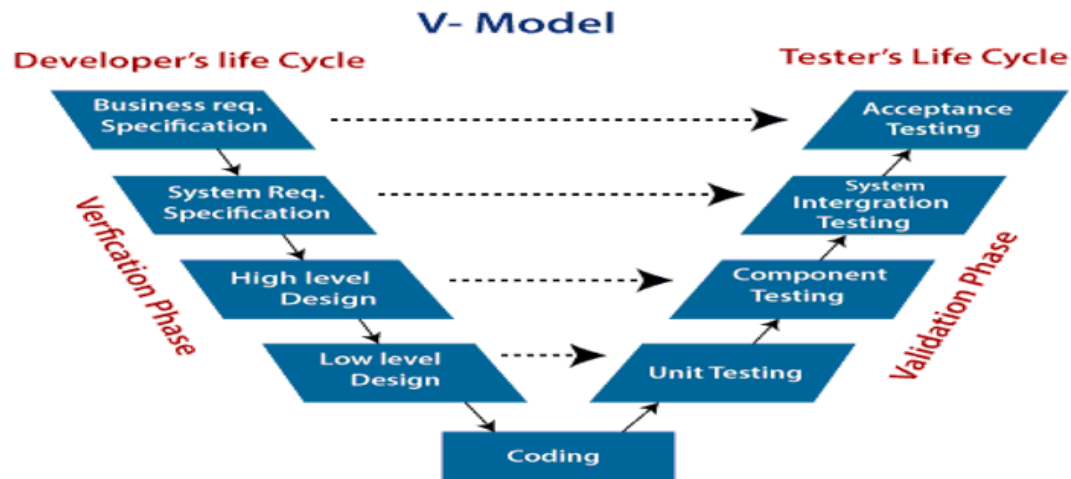 V- Model
Developer's life Cycle
Tester's Life Cycle
Business req.
Specification
Acceptance
Testing
System Req.
Specification
System
Intergration
Testing
High level
Design
Component
Testing
Low level
Design
Unit Testing
Coding
Verfication Phase
Validation Phase